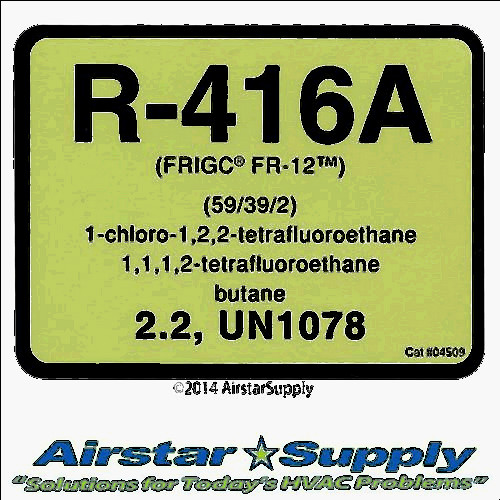 R-416A
(FRIGC® FR-12™)
(59/39/2)
1-chloro-1,2,2-tetrafluoroethane
1,1,1,2-tetrafluoroethane
butane
2.2, UN1078
Cat #04509
©2014 AirstarSupply
Airstar ★ Supply
"Solutions for Today's HVAC Problems"